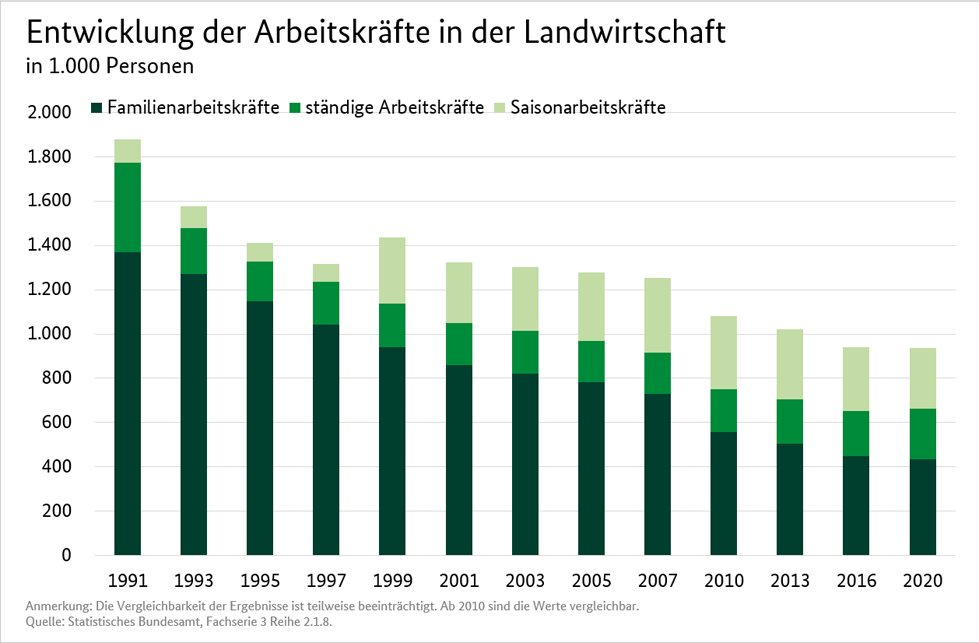 Entwicklung der Arbeitskräfte in der Landwirtschaft
in 1.000 Personen
Familienarbeitskräfte ständige Arbeitskräfte Saisonarbeitskräfte
2.000
1.800
1.600
1.400
1.200
1.000
800
600
400
200
0
1991 1993 1995 1997 1999 2001 2003 2005 2007 2010 2013 2016 2020
Anmerkung: Die Vergleichbarkeit der Ergebnisse ist teilweise beeinträchtigt. Ab 2010 sind die Werte vergleichbar.
Quelle: Statistisches Bundesamt, Fachserie 3 Reihe 2.1.8.